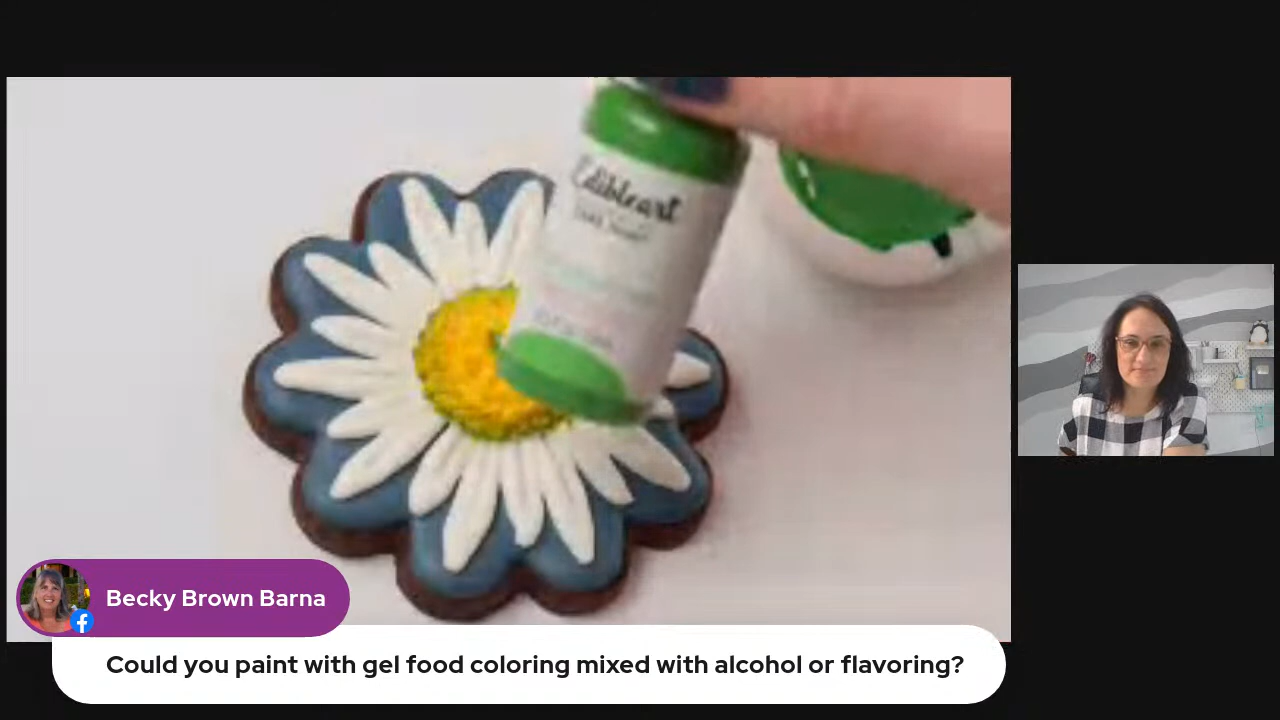 Edibleart
Becky Brown Barna
Could you paint with gel food coloring mixed with alcohol or flavoring?